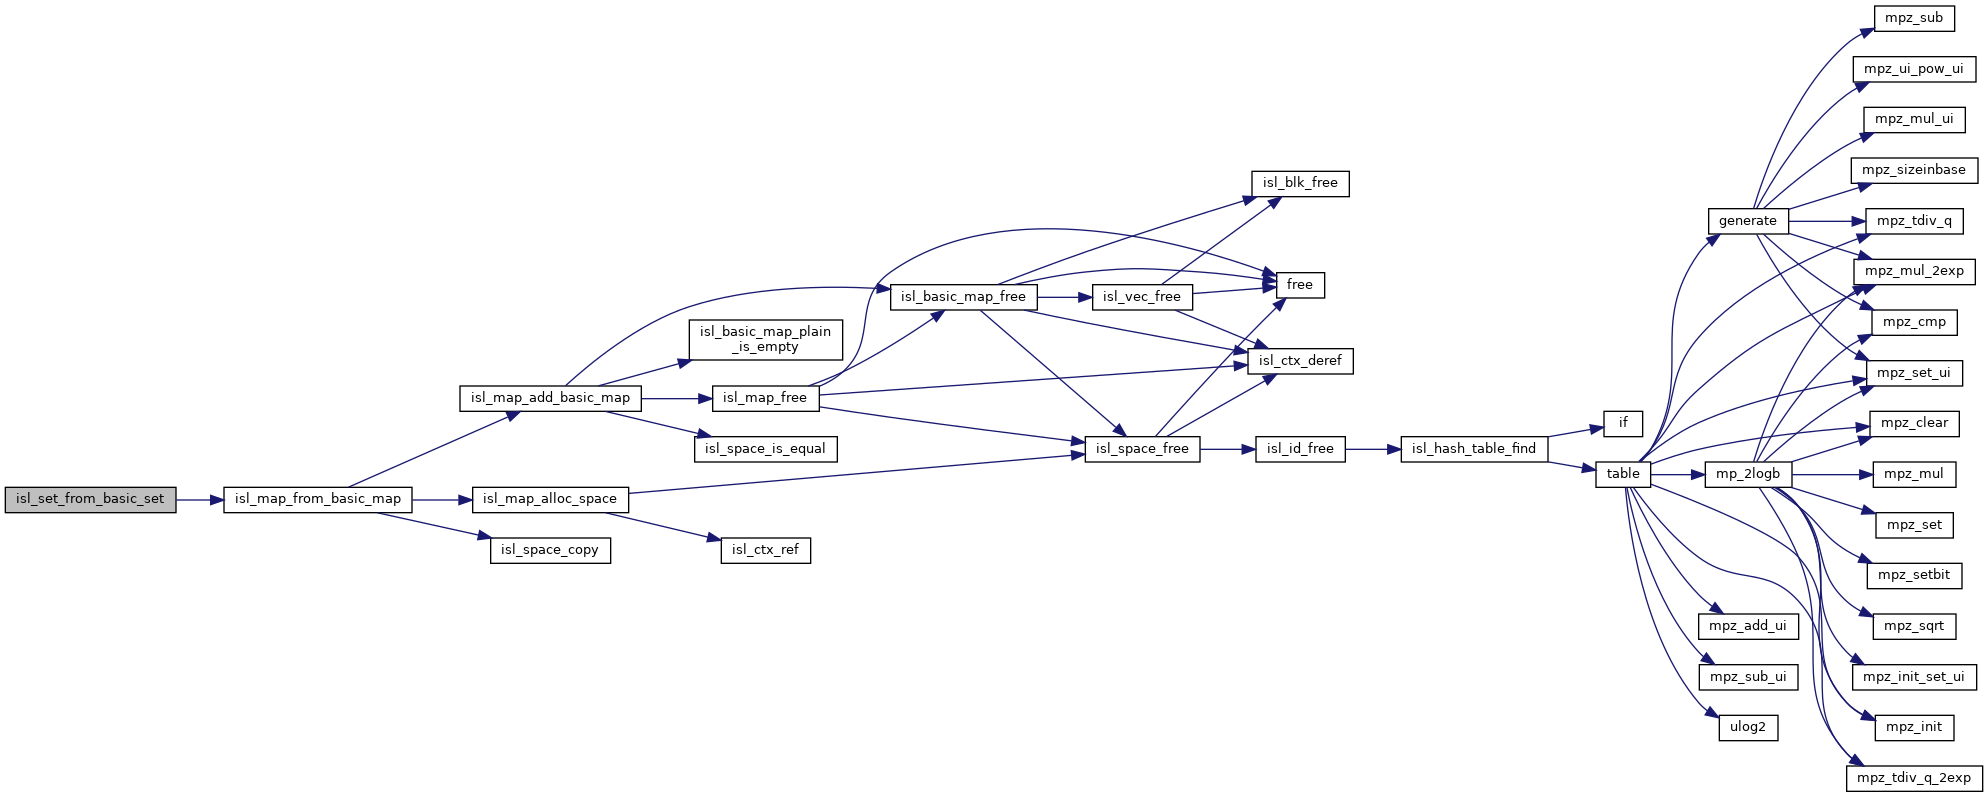 mpz_sub
mpz_ui_pow_ui
mpz_mul_ui
mpz_sizeinbase
isl_blk_free
generate
mpz_tdiv_q
mpz_mul_2exp
free
isl_basic_map_free
isl_vec_free
mpz_cmp
isl_basic_map_plain
_is_empty
isl_ctx_deref
mpz_set_ui
isl_map_add_basic_map
isl_map_free
if
mpz_clear
isl_space_is_equal
isl_space_free
isl_id_free
isl_hash_table_find
table
mp_2logb
mpz_mul
isl_set_from_basic_set
isl_map_from_basic_map
isl_map_alloc_space
mpz_set
isl_space_copy
isl_ctx_ref
mpz_setbit
mpz_add_ui
mpz_sqrt
mpz_sub_ui
mpz_init_set_ui
ulog2
mpz_init
mpz_tdiv_q_2exp